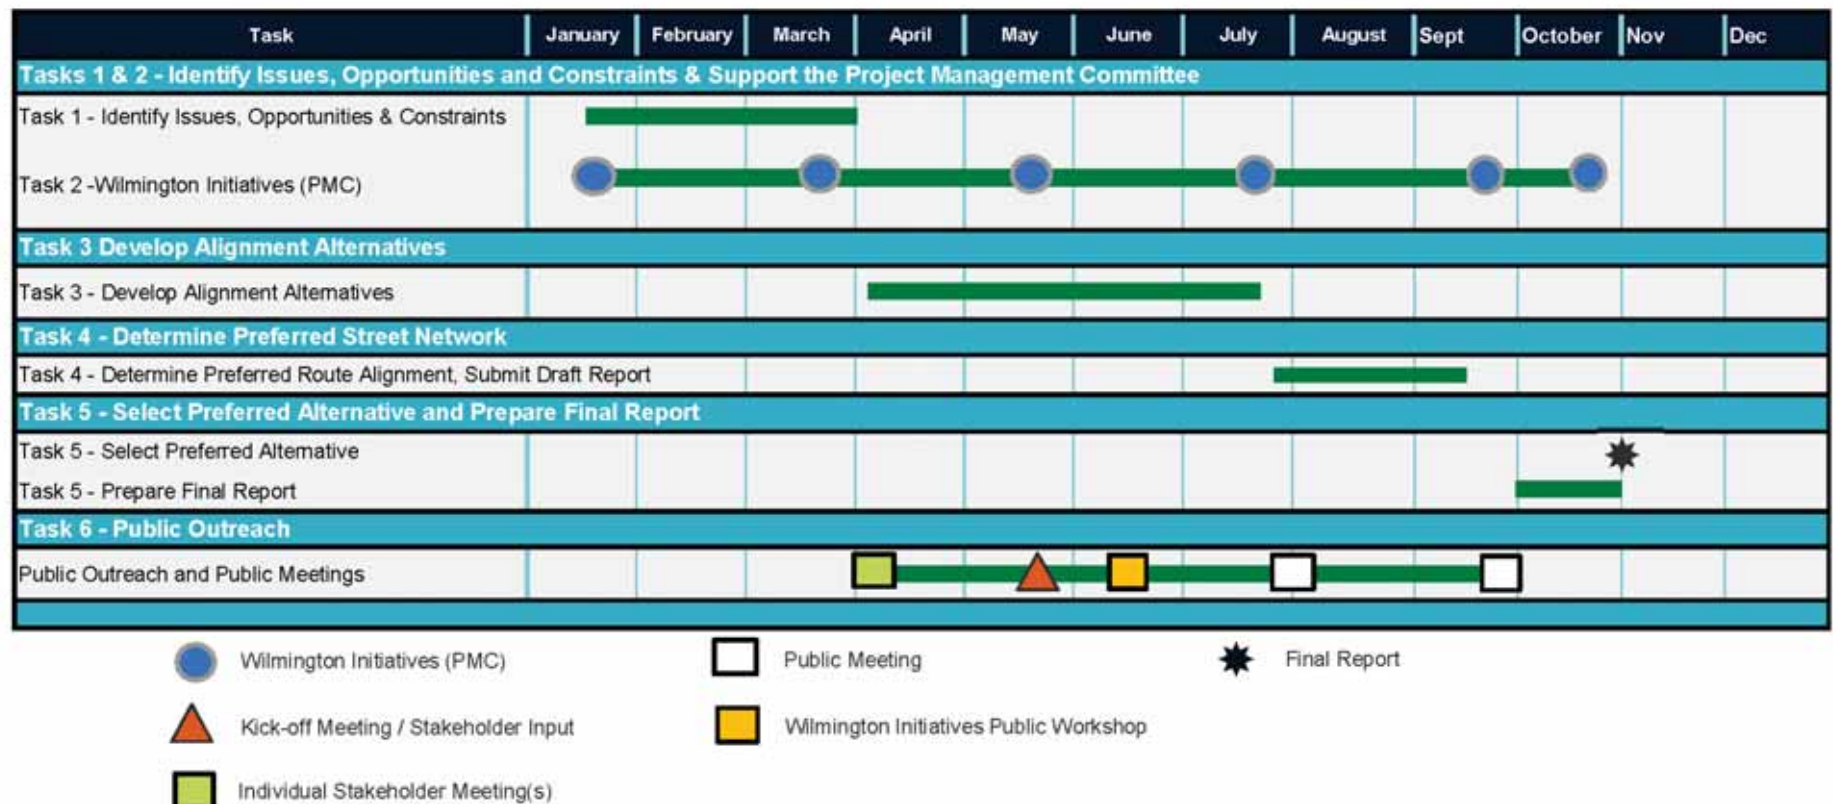 Task January February March April May June July August Sept October Nov Dec
Tasks 1 & 2 - Identify Issues, Opportunities and Constraints & Support the Project Management Committee
Task 1 - Identify Issues, Opportunities & Constraints
Task 2 -Wilmington Initiatives (PMC)
Task 3 Develop Alignment Alternatives
Task 3 - Develop Alignment Alternatives
Task 4 - Determine Preferred Street Network
Task 4 - Determine Preferred Route Alignment, Submit Draft Report
Task 5 - Select Preferred Alternative and Prepare Final Report
Task 5 - Select Preferred Alternative
Task 5 - Prepare Final Report
Task 6 - Public Outreach
Public Outreach and Public Meetings
Wilmington Initiatives (PMC) Public Meeting Final Report
Kick-off Meeting / Stakeholder Input Wilmington Initiatives Public Workshop
Individual Stakeholder Meeting(s)